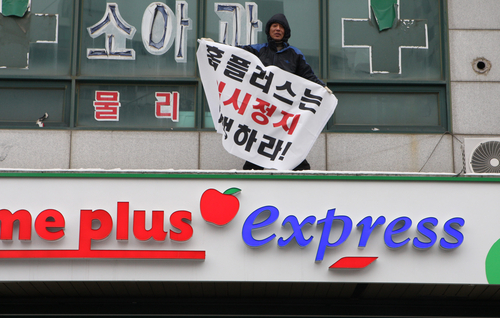 소아과
물리
홈플러스는
시정지
하라!
me plus express